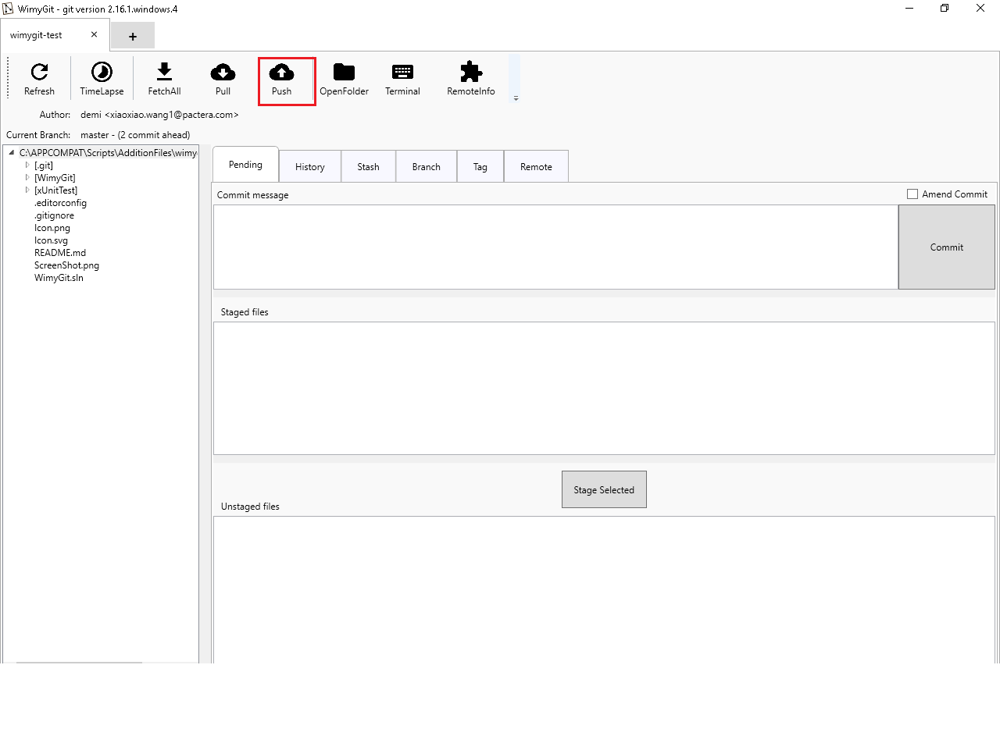 WimyGit - git version 2.16.1.windows.4
wimygit-test
Refresh TimeLapse FetchAll Pull Push OpenFolder Terminal RemoteInfo
Author: demi <xiaoxiao.wang1@pactera.com>
Current Branch: master - (2 commit ahead)
C:\APPCOMPAT\Scripts\AdditionFiles\wimy
[.git]
[WimyGit]
[xUnitTest]
.editorconfig
.gitignore
Icon.png
Icon.svg
README.md
ScreenShot.png
WimyGit.sln
Pending History Stash Branch Tag Remote
Commit message
Amend Commit
Commit
Staged files
Stage Selected
Unstaged files